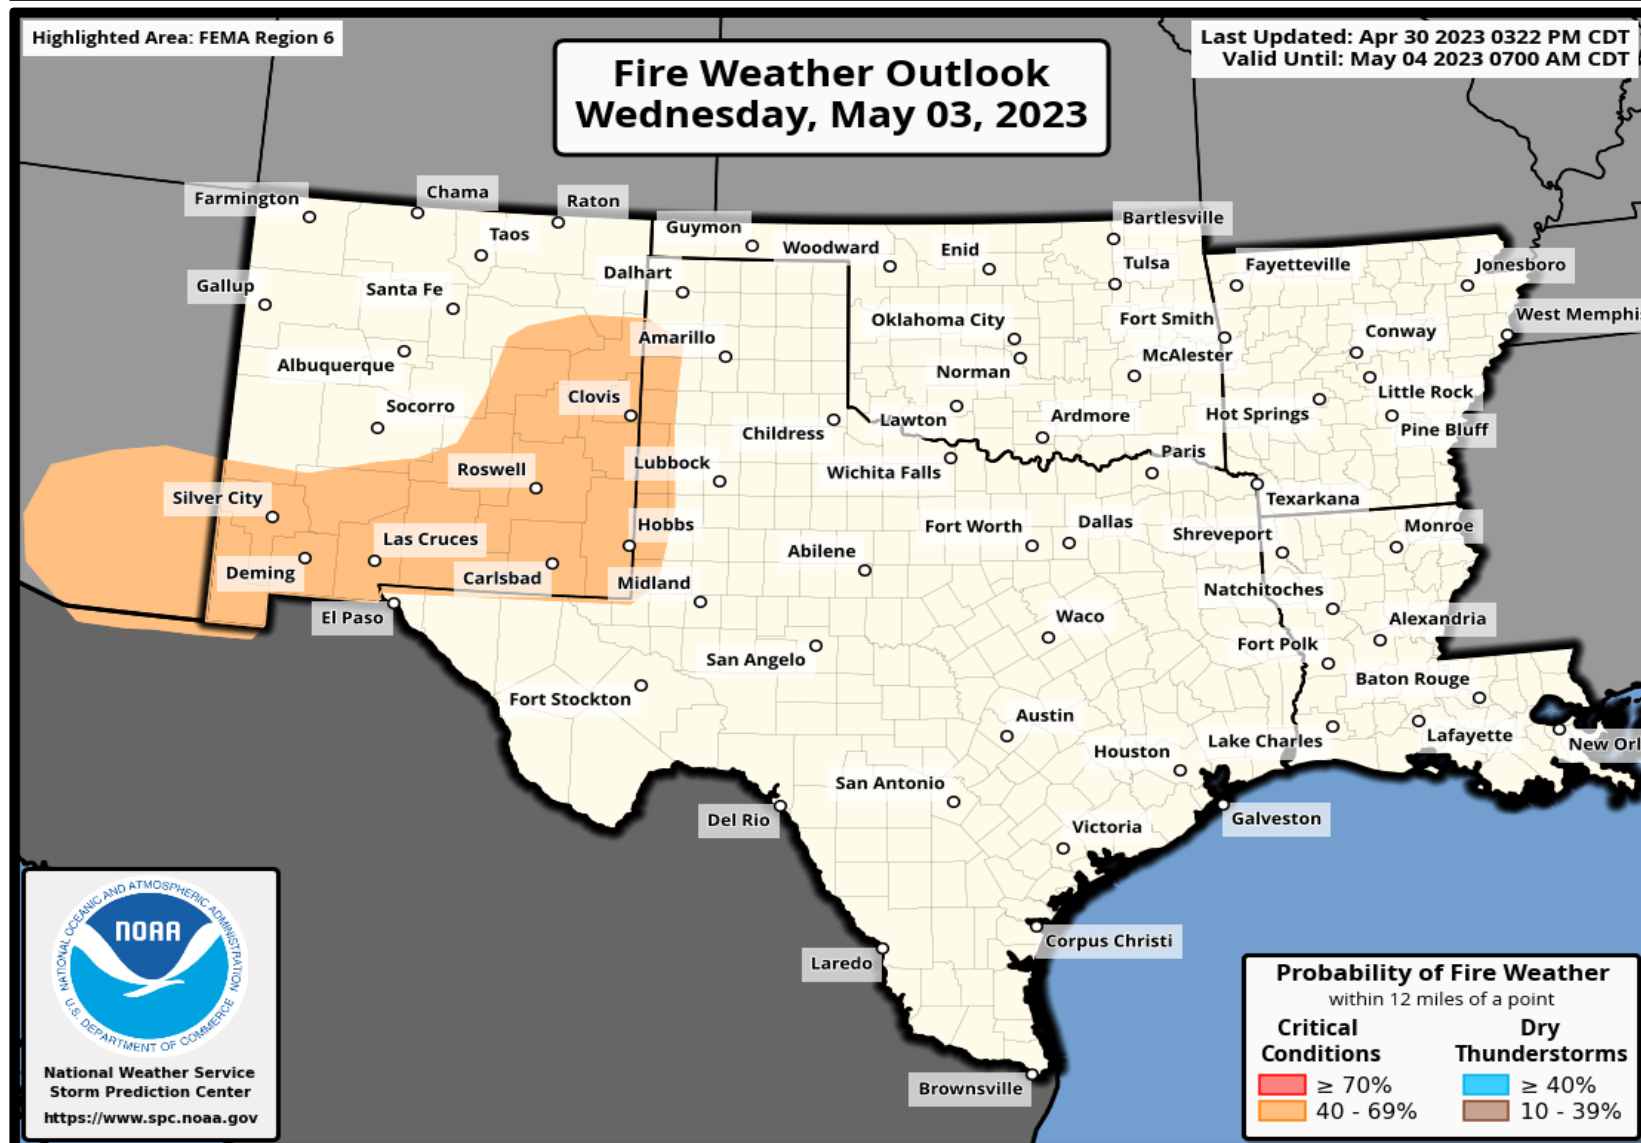 Highlighted Area: FEMA Region 6
Fire Weather Outlook
Wednesday, May 03, 2023
Last Updated: Apr 30 2023 0322 PM CDT
Valid Until: May 04 2023 0700 AM CDT
Farmington
Chama
Raton
Taos
Guymon
Woodward
Enid
Bartlesville
Tulsa
Fayetteville
Jonesboro
Gallup
Santa Fe
Dalhart
Oklahoma City
Fort Smith
West Memphis
Albuquerque
Amarillo
Norman
McAlester
Conway
Socorro
Clovis
Childress
Lawton
Ardmore
Hot Springs
Little Rock
Pine Bluff
Silver City
Roswell
Lubbock
Wichita Falls
Paris
Texarkana
Deming
Las Cruces
Carlsbad
Hobbs
Midland
Abilene
Fort Worth
Dallas
Shreveport
Monroe
El Paso
Natchitoches
Alexandria
San Angelo
Waco
Fort Polk
Baton Rouge
Fort Stockton
Austin
Houston
Lake Charles
Lafayette
New Orl
Del Rio
San Antonio
Victoria
Galveston
Laredo
Corpus Christi
Brownsville
NATIONAL OCEANIC AND ATMOSPHERIC ADMINISTRATION
NOAA
U.S. DEPARTMENT OF COMMERCE
National Weather Service
Storm Prediction Center
https://www.spc.noaa.gov
Probability of Fire Weather
within 12 miles of a point
Critical Conditions
Dry Thunderstorms
≥ 70%
≥ 40%
40 - 69%
10 - 39%